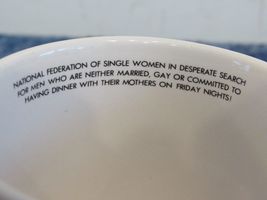 NATIONAL FEDERATION OF SINGLE WOMEN IN DESPERATE SEARCH
FOR MEN WHO ARE NEITHER MARRIED, GAY OR COMMITTED TO
HAVING DINNER WITH THEIR MOTHERS ON FRIDAY NIGHTS!